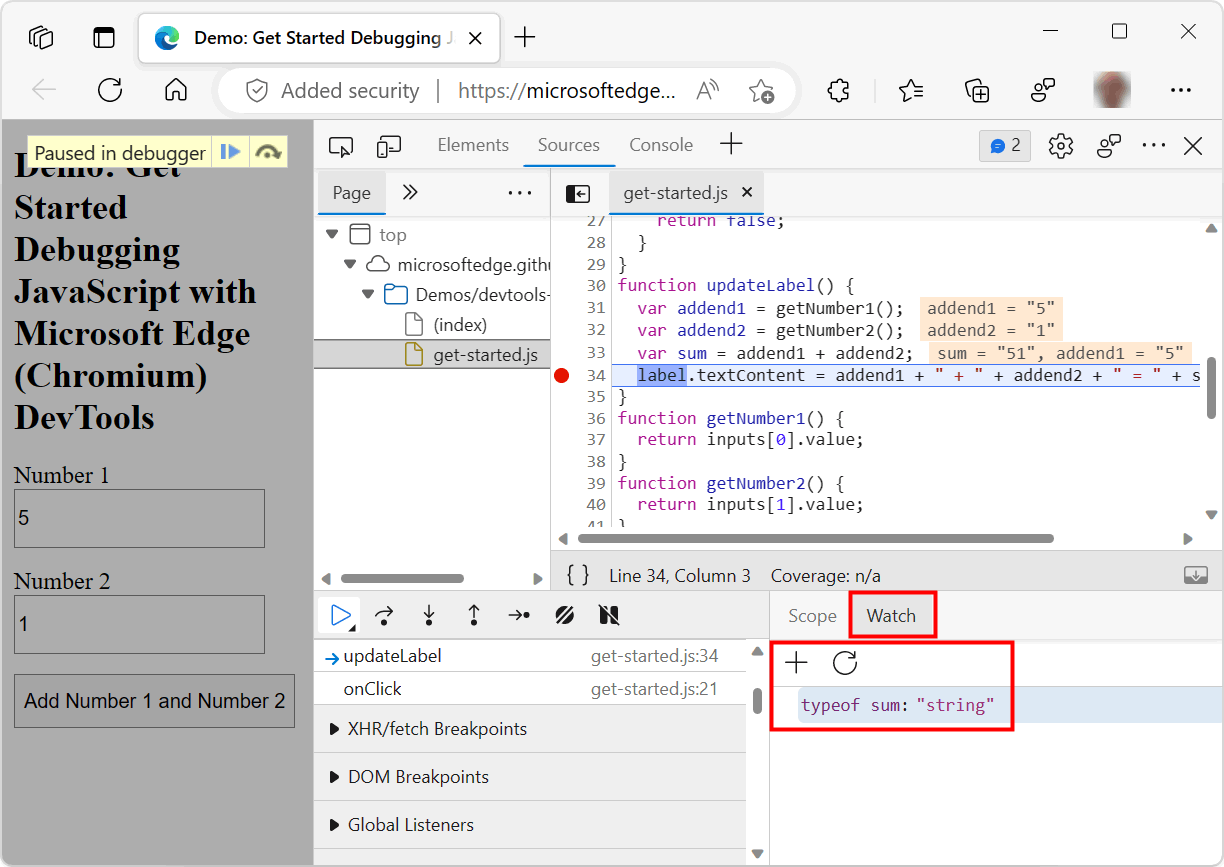 Demo: Get Started Debugging J
Added security
https://microsoftedge...
Paused in debugger
Demo: Get
Started
Debugging
JavaScript with
Microsoft Edge
(Chromium)
DevTools
Number 1
5
Number 2
1
Add Number 1 and Number 2
Elements
Sources
Console
2
Page
top
microsoftedge.githu
Demos/devtools-
(index)
get-started.js
get-started.js
27 return false;
28 }
29 }
30 function updateLabel() {
31 var addend1 = getNumber1(); addend1 = "5"
32 var addend2 = getNumber2(); addend2 = "1"
33 var sum = addend1 + addend2; sum = "51", addend1 = "5"
34 label.textContent = addend1 + " + " + addend2 + " = " + s
35 }
36 function getNumber1() {
37 return inputs[0].value;
38 }
39 function getNumber2() {
40 return inputs[1].value;
41 }
{ } Line 34, Column 3 Coverage: n/a
updateLabel get-started.js:34
onClick get-started.js:21
XHR/fetch Breakpoints
DOM Breakpoints
Global Listeners
Scope
Watch
typeof sum: "string"